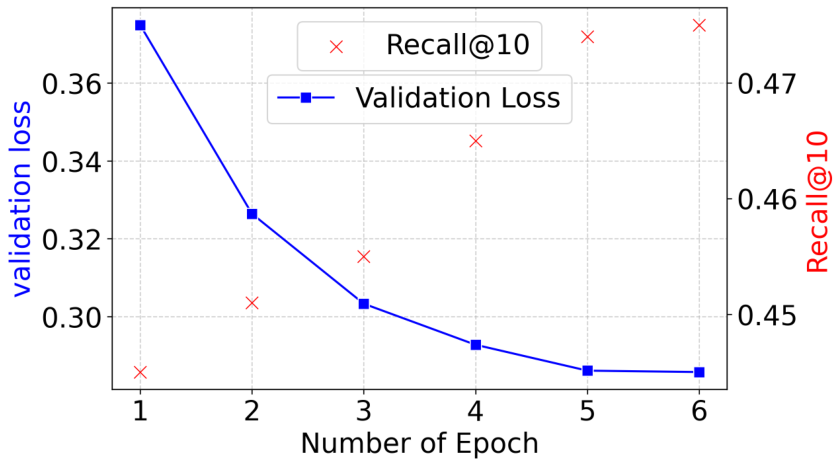 Recall@10
Validation Loss
validation loss
0.36
0.34
0.32
0.30
0.47
0.46
0.45
Recall@10
1 2 3 4 5 6
Number of Epoch